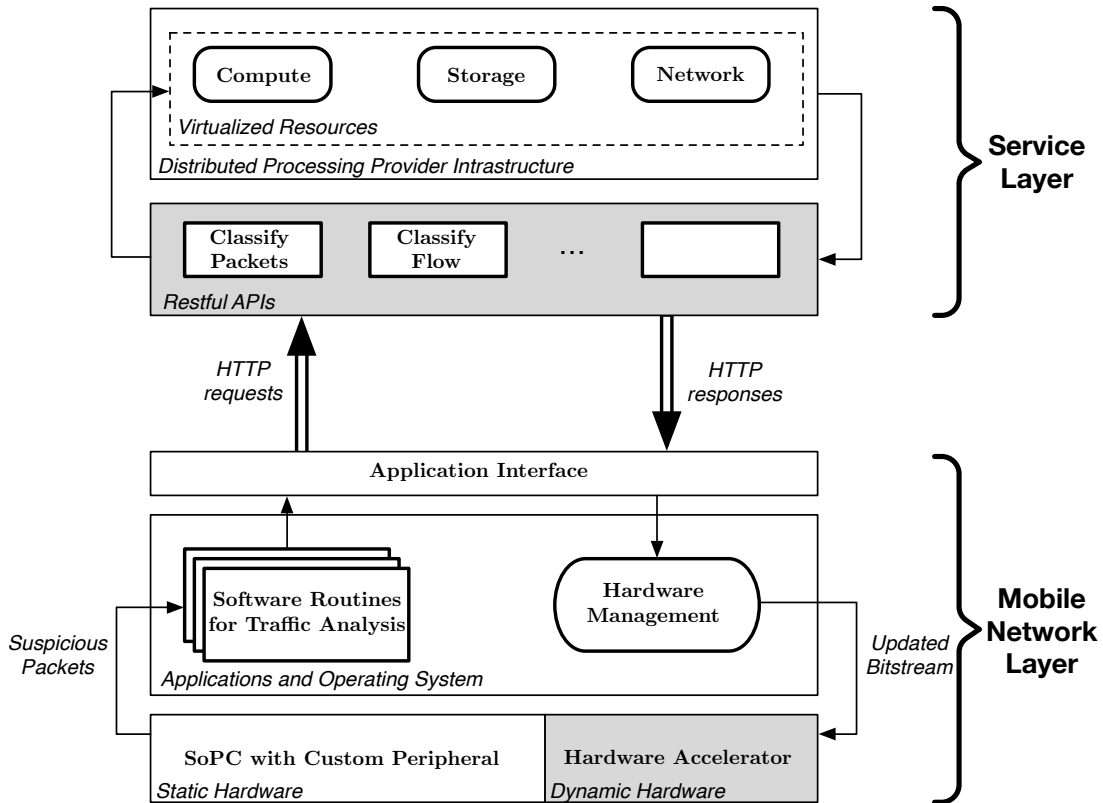 Compute
Storage
Network
Virtualized Resources
Distributed Processing Provider Intrastructure
Service
Layer
Classify
Packets
Classify
Flow
...
Restful APIs
HTTP
requests
HTTP
responses
Application Interface
Software Routines
for Traffic Analysis
Hardware
Management
Applications and Operating System
Suspicious
Packets
Updated
Bitstream
Mobile
Network
Layer
SoPC with Custom Peripheral
Static Hardware
Hardware Accelerator
Dynamic Hardware